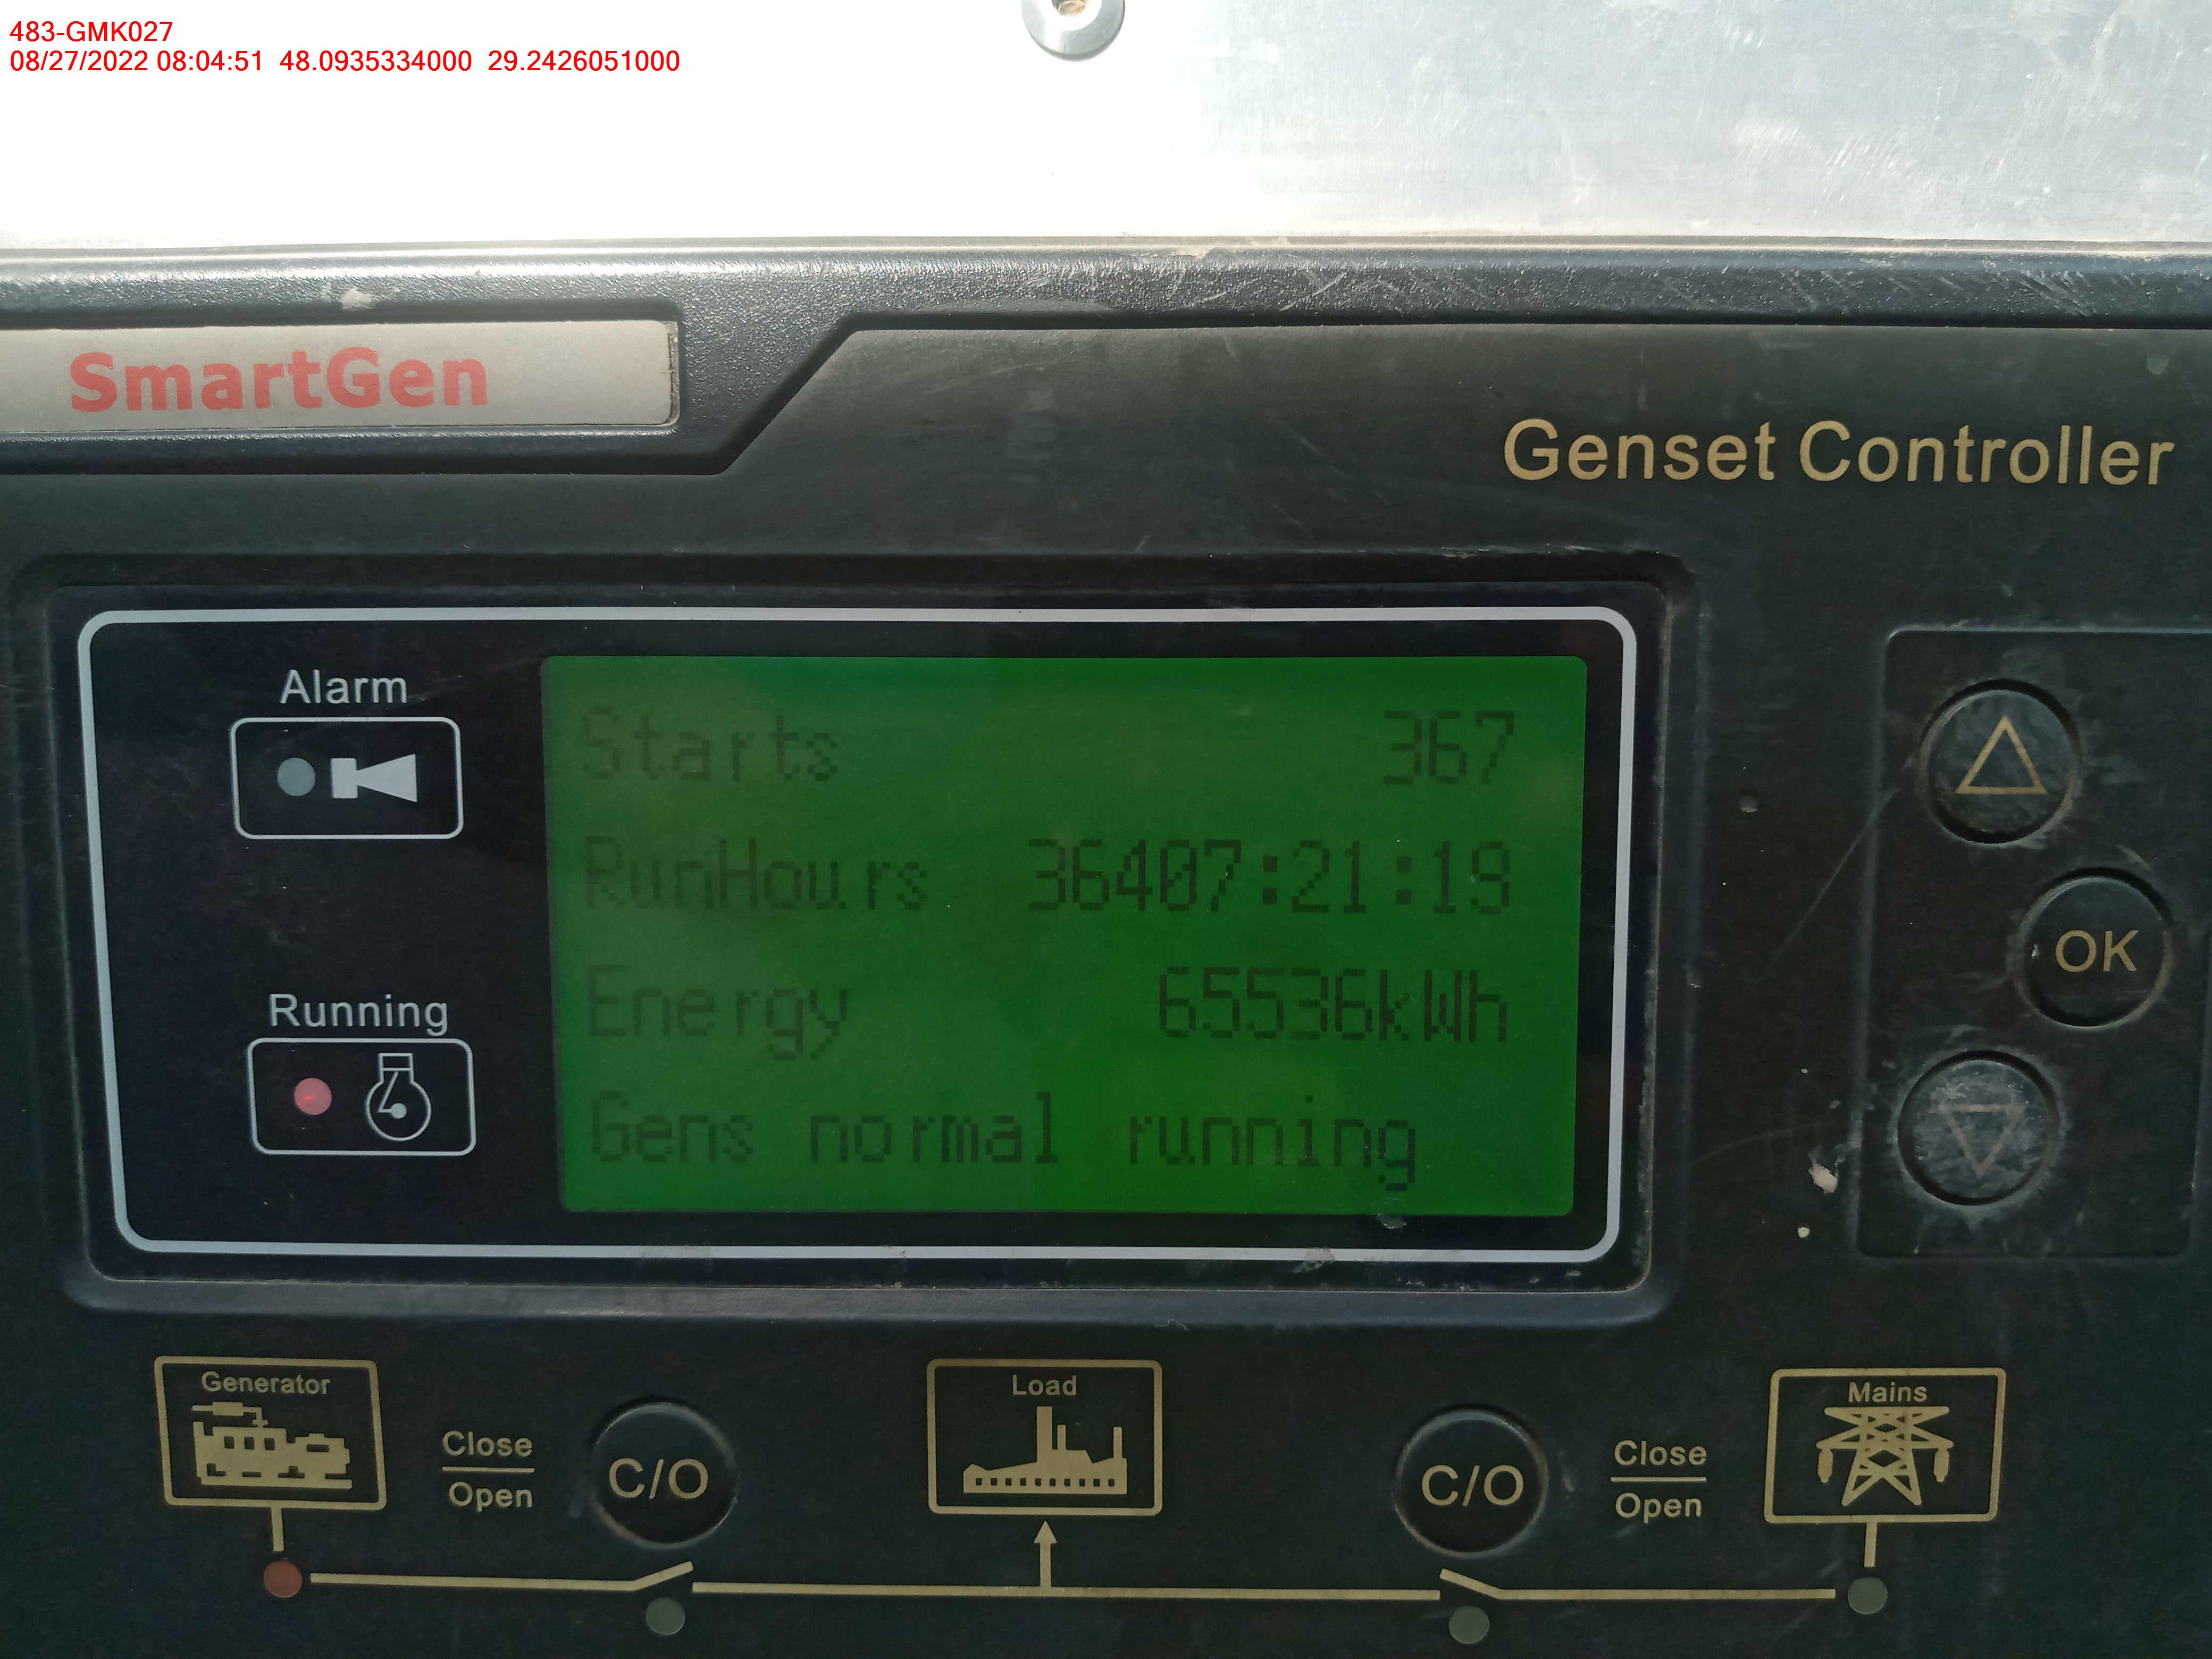 483-GMK027
08/27/2022 08:04:51 48.0935334000 29.2426051000
SmartGen
Genset Controller
Alarm
Starts 367
RunHours 36407:21:19
Energy 65536kWh
Gens normal running
Running
OK
Generator
Close
Open
C/O
Load
C/O
Close
Open
Mains